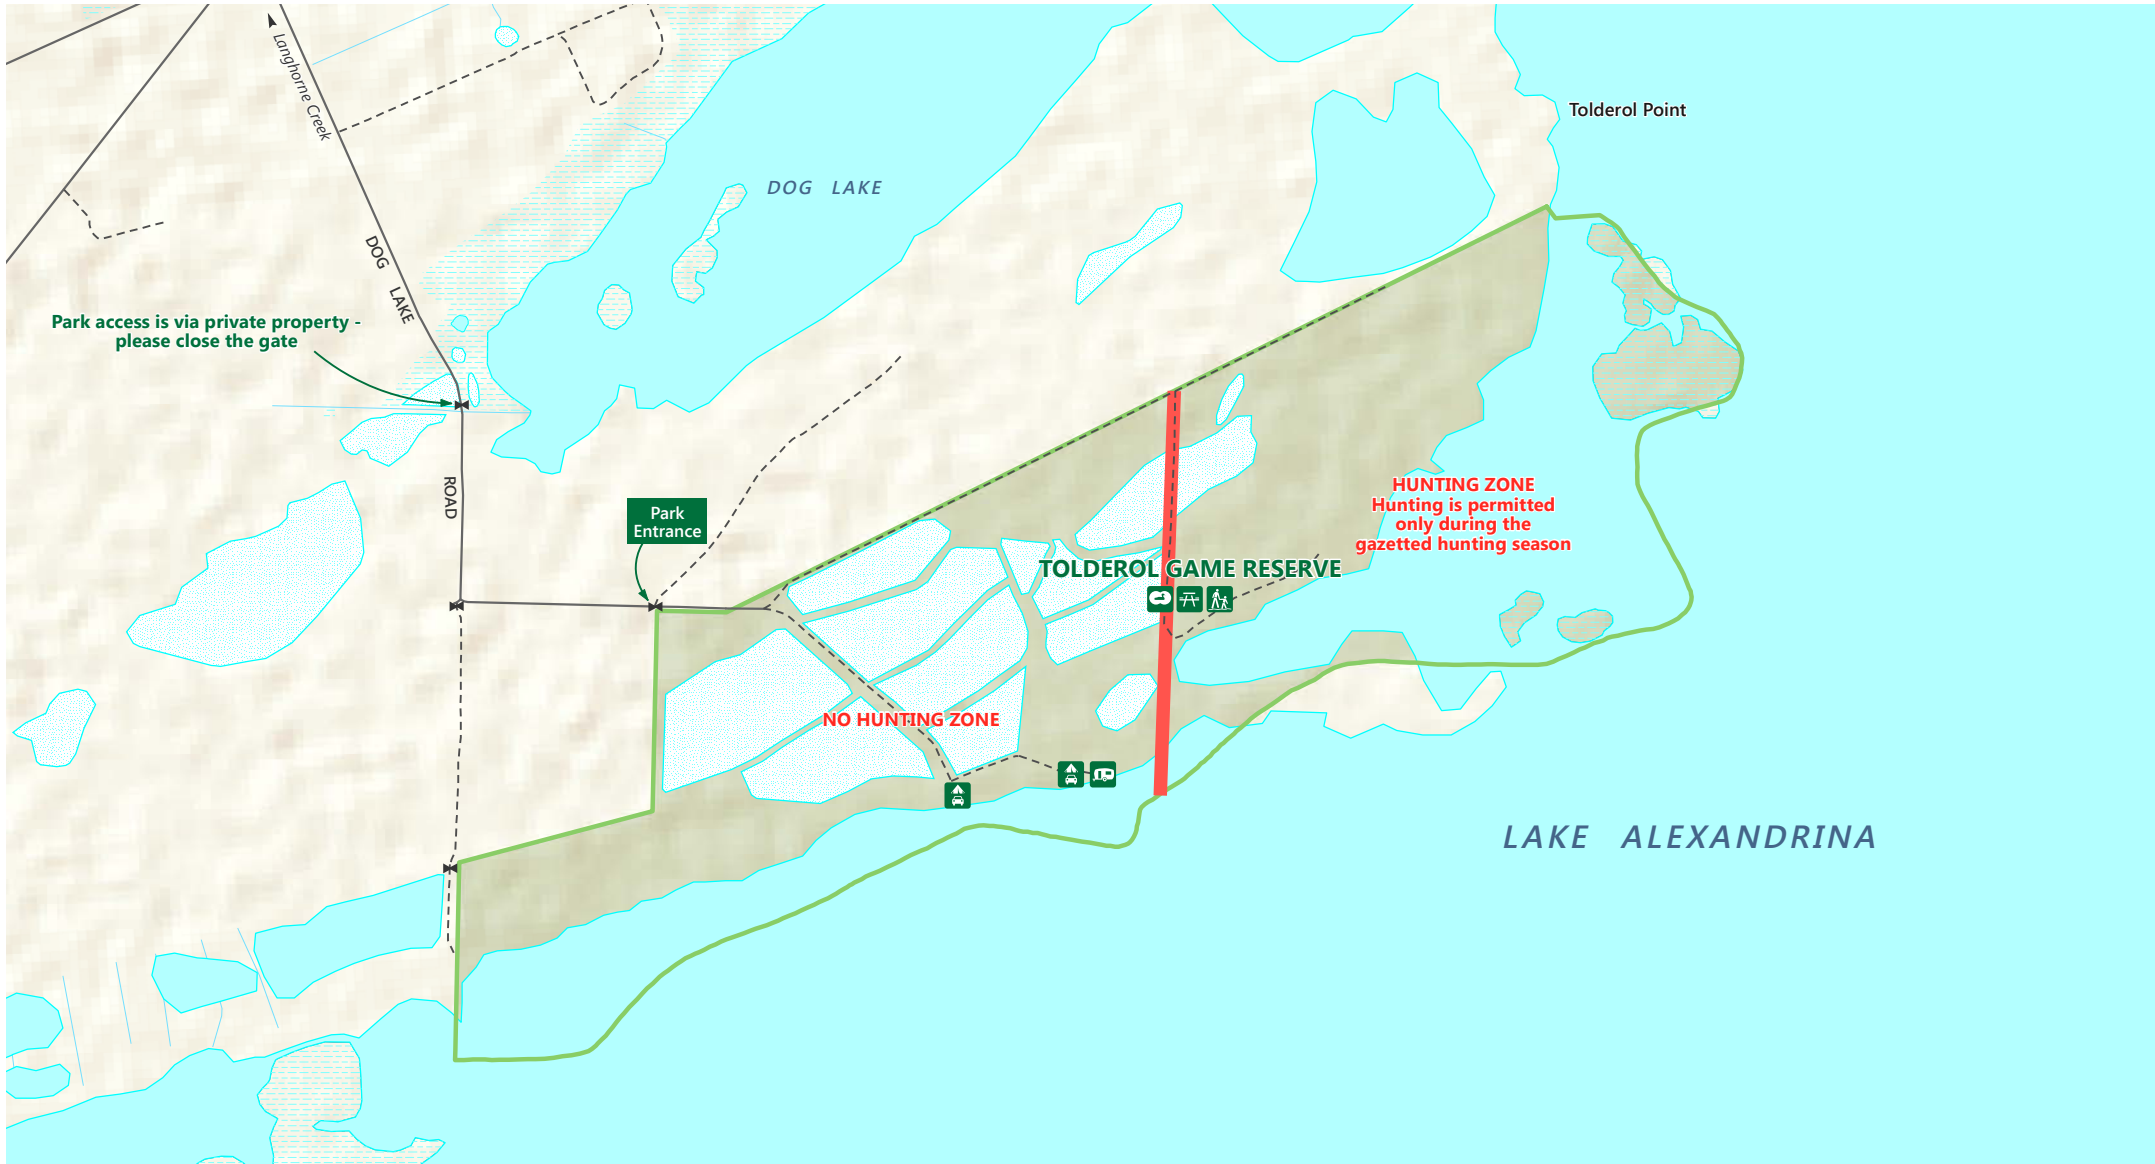 Langhorne Creek
Tolderol Point
DOG LAKE
DOG LAKE ROAD
Park access is via private property -
please close the gate
Park
Entrance
HUNTING ZONE
Hunting is permitted
only during the
gazetted hunting season
TOLDEROL GAME RESERVE
NO HUNTING ZONE
LAKE ALEXANDRINA